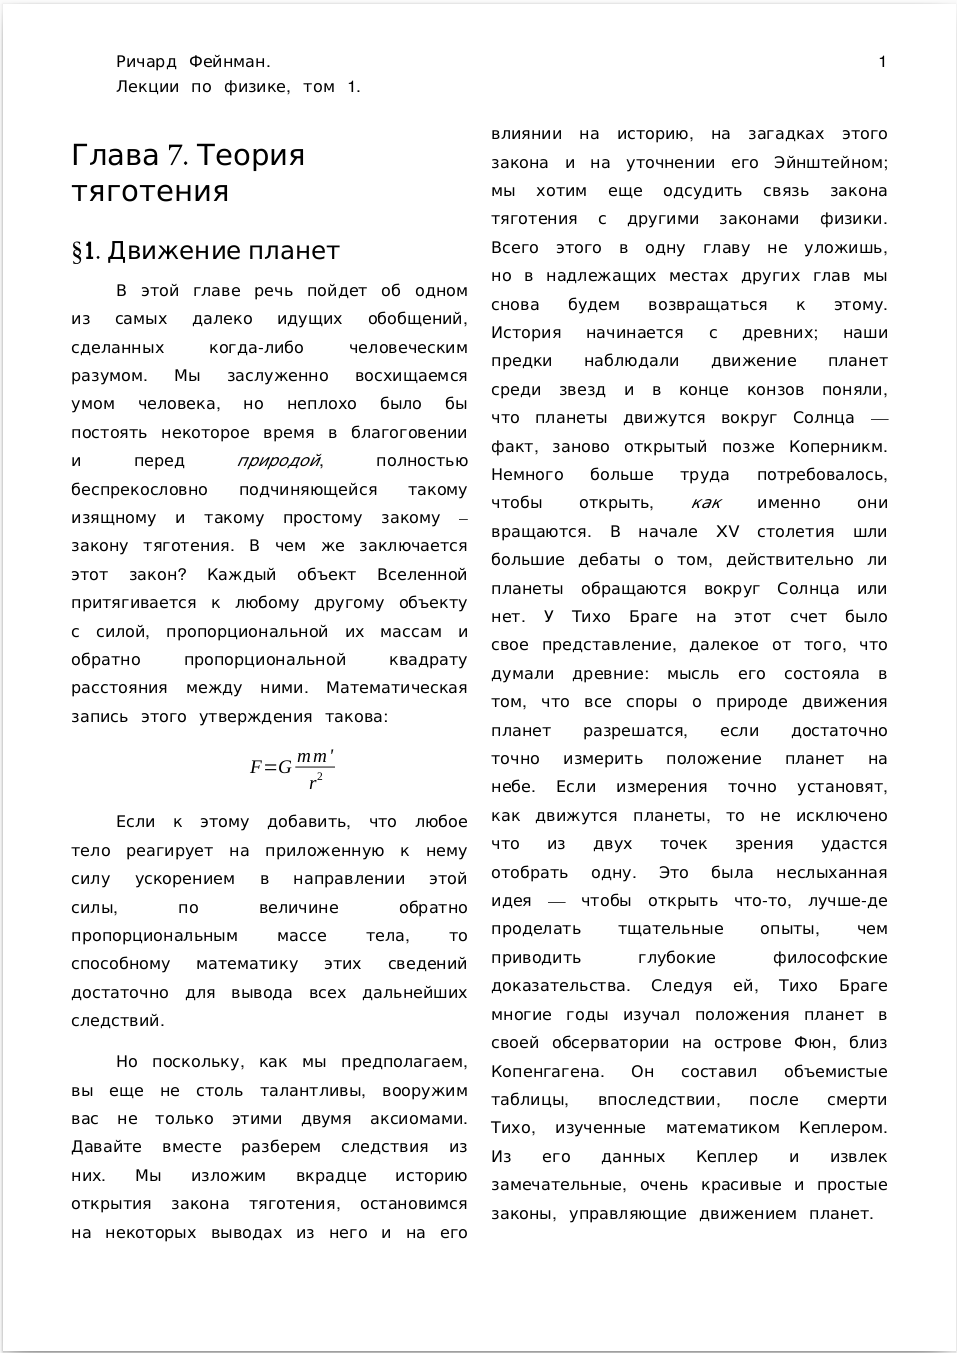 Ричард Фейнман.
1
Лекции по физике, том 1.
Глава 7. Теория
тяготения
§1. Движение планет
В этой главе речь пойдет об одном
из самых далеко идущих обобщений,
сделанных когда-либо человеческим
разумом. Мы заслуженно восхищаемся
умом человека, но неплохо было бы
постоять некоторое время в благоговении
и перед природой, полностью
беспрекословно подчиняющейся такому
изящному и такому простому закому –
закону тяготения. В чем же заключается
этот закон? Каждый объект Вселенной
притягивается к любому другому объекту
с силой, пропорциональной их массам и
обратно пропорциональной квадрату
расстояния между ними. Математическая
запись этого утверждения такова:
F=G mm'/r²
Если к этому добавить, что любое
тело реагирует на приложенную к нему
силу ускорением в направлении этой
силы, по величине обратно
пропорциональным массе тела, то
способному математику этих сведений
достаточно для вывода всех дальнейших
следствий.
Но поскольку, как мы предполагаем,
вы еще не столь талантливы, вооружим
вас не только этими двумя аксиомами.
Давайте вместе разберем следствия из
них. Мы изложим вкрадце историю
открытия закона тяготения, остановимся
на некоторых выводах из него и на его
влиянии на историю, на загадках этого
закона и на уточнении его Эйнштейном;
мы хотим еще одсудить связь закона
тяготения с другими законами физики.
Всего этого в одну главу не уложишь,
но в надлежащих местах других глав мы
снова будем возвращаться к этому.
История начинается с древних; наши
предки наблюдали движение планет
среди звезд и в конце конзов поняли,
что планеты движутся вокруг Солнца —
факт, заново открытый позже Коперникм.
Немного больше труда потребовалось,
чтобы открыть, как именно они
вращаются. В начале XV столетия шли
большие дебаты о том, действительно ли
планеты обращаются вокруг Солнца или
нет. У Тихо Браге на этот счет было
свое представление, далекое от того, что
думали древние: мысль его состояла в
том, что все споры о природе движения
планет разрешатся, если достаточно
точно измерить положение планет на
небе. Если измерения точно установят,
как движутся планеты, то не исключено
что из двух точек зрения удастся
отобрать одну. Это была неслыханная
идея — чтобы открыть что-то, лучше-де
проделать тщательные опыты, чем
приводить глубокие философские
доказательства. Следуя ей, Тихо Браге
многие годы изучал положения планет в
своей обсерватории на острове Фюн, близ
Копенгагена. Он составил объемистые
таблицы, впоследствии, после смерти
Тихо, изученные математиком Кеплером.
Из его данных Кеплер и извлек
замечательные, очень красивые и простые
законы, управляющие движением планет.